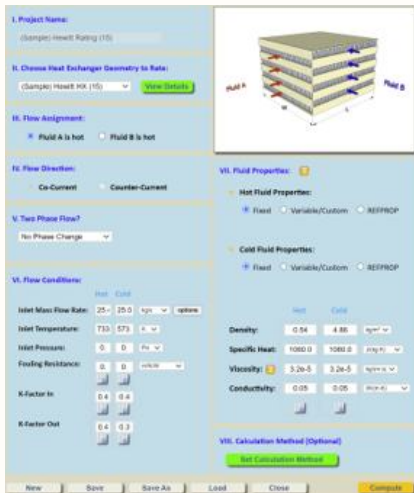 I. Project Name:
(Sample) Hewitt Rating (15)
II. Choose Heat Exchanger Geometry to Rate:
(Sample) Hewitt HX (15)
View Details
III. Flow Assignment:
Fluid A is hot
Fluid B is hot
IV. Flow Direction:
Co-Current
Counter-Current
V. Two Phase Flow?
No Phase Change
VI. Flow Conditions:
Hot Cold
Inlet Mass Flow Rate: 25.0 kg/s options
Inlet Temperature: 733 573 K
Inlet Pressure: 0. 0 Pa
Fouling Resistance: 0. 0
K-Factor In 0.4 0.4
K-Factor Out 0.4 0.3
Fluid A
Fluid B
W
L
VII. Fluid Properties:
Hot Fluid Properties:
Fixed Variable/Custom REFPROP
Cold Fluid Properties:
Fixed Variable/Custom REFPROP
Hot Cold
Density: 0.54 4.86 kg/m³
Specific Heat: 1060.0 1060.0 J/(kg K)
Viscosity: 3.2e-5 3.2e-5
Conductivity: 0.05 0.05 W/(m K)
VIII. Calculation Method (Optional)
Set Calculation Method
New Save Save As Load Close Compute